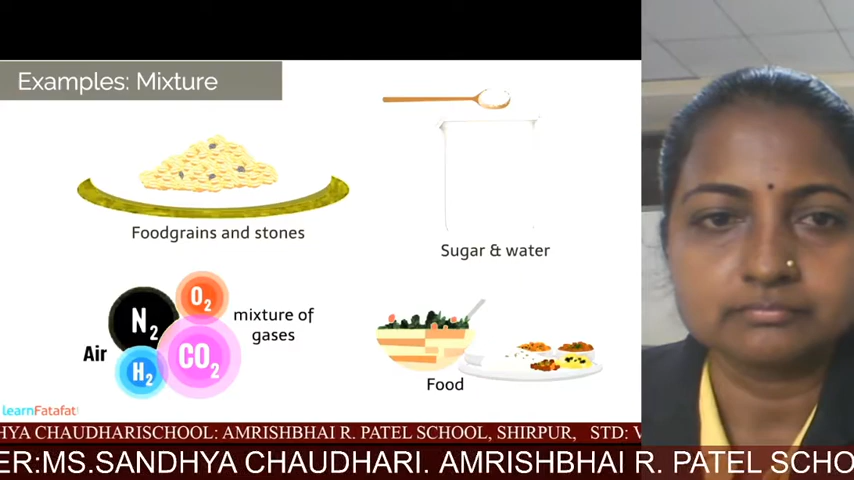 Examples: Mixture
Foodgrains and stones
Sugar & water
N2
O2
H2
CO2
Air
mixture of
gases
Food
learnFatafat
HYA CHAUDHARISCHOOL: AMRISHBHAI R. PATEL SCHOOL, SHIRPUR, STD: V
ER:MS.SANDHYA CHAUDHARI. AMRISHBHAI R. PATEL SCHO